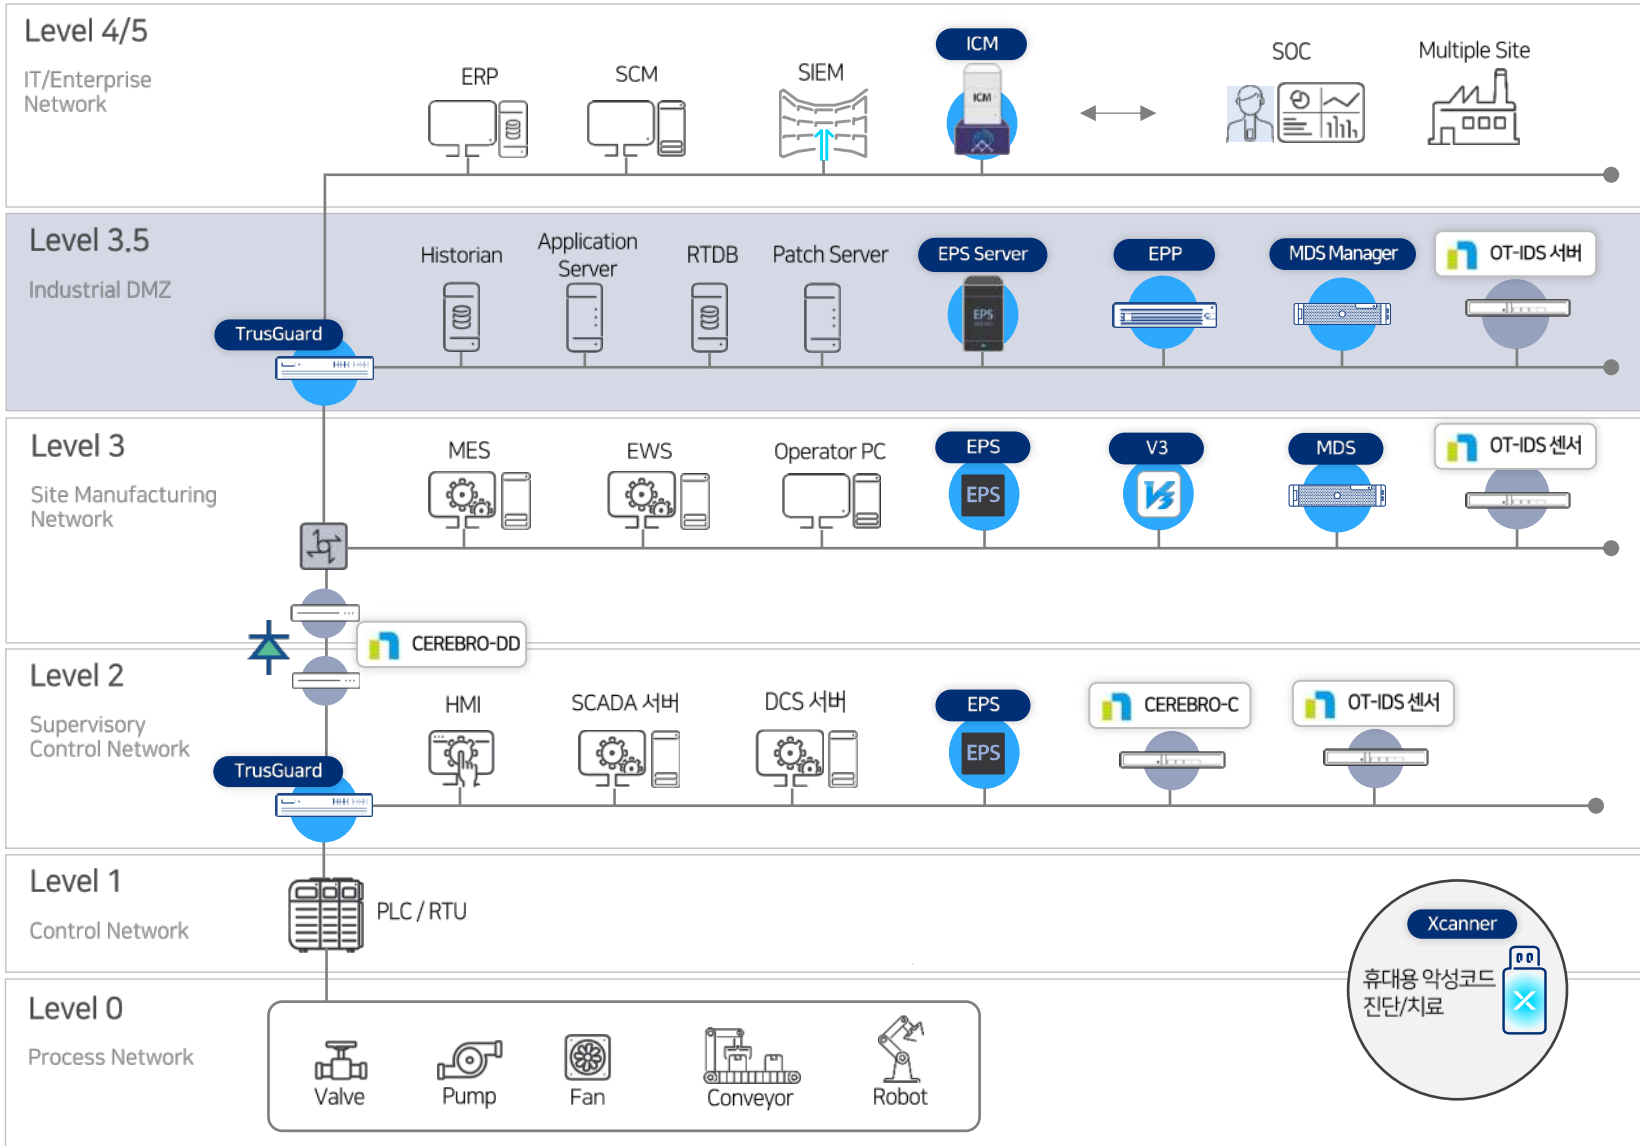 Level 4/5
IT/Enterprise
Network
ERP
SCM
SIEM
ICM
ICM
SOC
Multiple Site
Level 3.5
Industrial DMZ
TrusGuard
Historian
Application
Server
RTDB
Patch Server
EPS Server
EPS
EPP
MDS Manager
OT-IDS 서버
Level 3
Site Manufacturing
Network
MES
EWS
Operator PC
EPS
EPS
V3
V3
MDS
OT-IDS 센서
CEREBRO-DD
Level 2
Supervisory
Control Network
TrusGuard
HMI
SCADA 서버
DCS 서버
EPS
EPS
CEREBRO-C
OT-IDS 센서
Level 1
Control Network
PLC / RTU
Xcanner
휴대용 악성코드
진단/치료
X
Level 0
Process Network
Valve
Pump
Fan
Conveyor
Robot